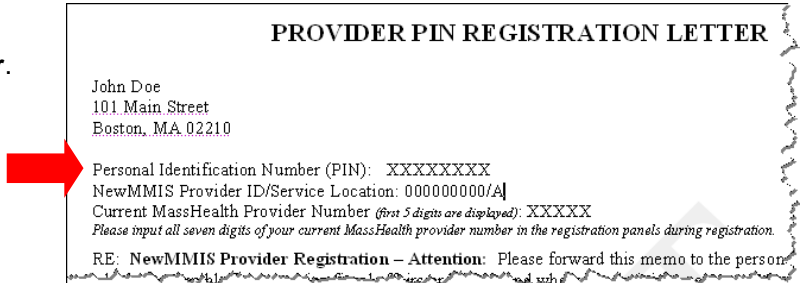 PROVIDER PIN REGISTRATION LETTER
r.
John Doe
101 Main Street
Boston, MA 02210
Personal Identification Number (PIN): XXXXXXXX
NewMMIS Provider ID/Service Location: 000000000/A
Current MassHealth Provider Number (first 5 digits are displayed): XXXXX
Please input all seven digits of your current MassHealth provider number in the registration panels during registration.
RE: NewMMIS Provider Registration – Attention: Please forward this memo to the person